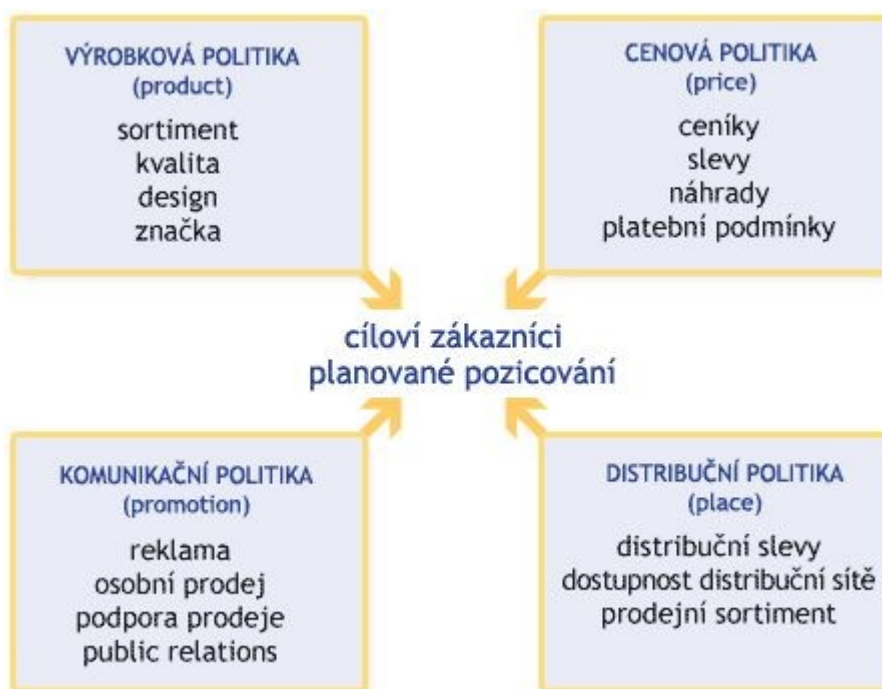 VÝROBKOVÁ POLITIKA
(product)
sortiment
kvalita
design
značka
CENOVÁ POLITIKA
(price)
ceníky
slevy
náhrady
platební podmínky
cíloví zákazníci
planované pozicování
KOMUNIKAČNÍ POLITIKA
(promotion)
reklama
osobní prodej
podpora prodeje
public relations
DISTRIBUČNÍ POLITIKA
(place)
distribuční slevy
dostupnost distribuční sítě
prodejní sortiment